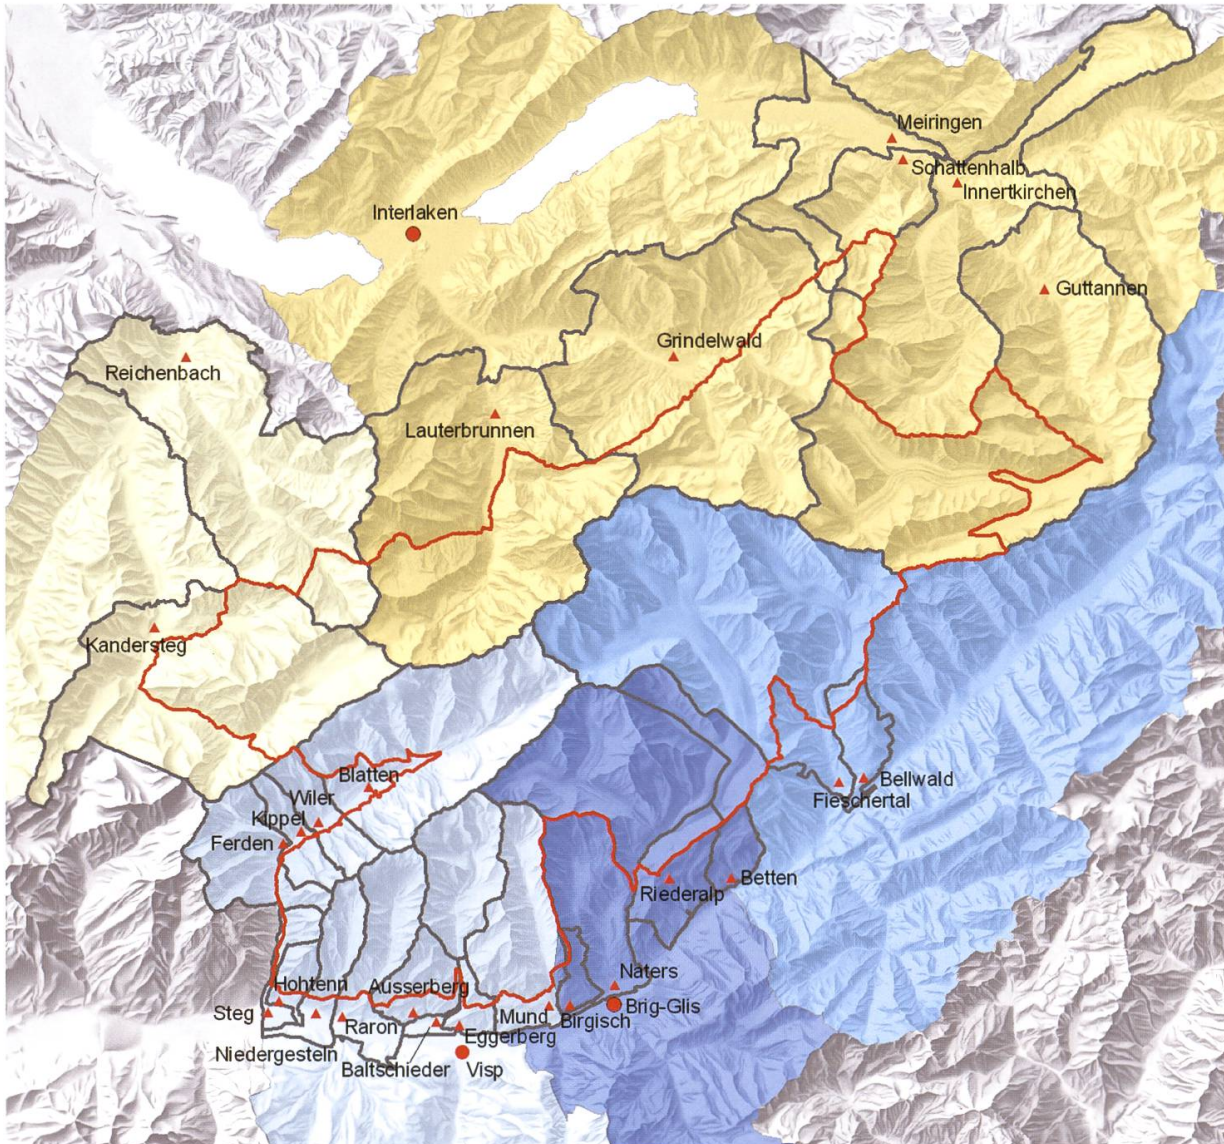 Meiringen
Schattenhalb
Innertkirchen
Interlaken
Guttannen
Grindelwald
Reichenbach
Lauterbrunnen
Kandersteg
Blatten
Bellwald
Fieschertal
Wiler
Kippel
Ferden
Riederalp
Betten
Naters
Hohtenn
Ausserberg
Steg
Raron
Mund
Birgisch
Brig-Glis
Eggerberg
Niedergesteln
Baltschieder
Visp